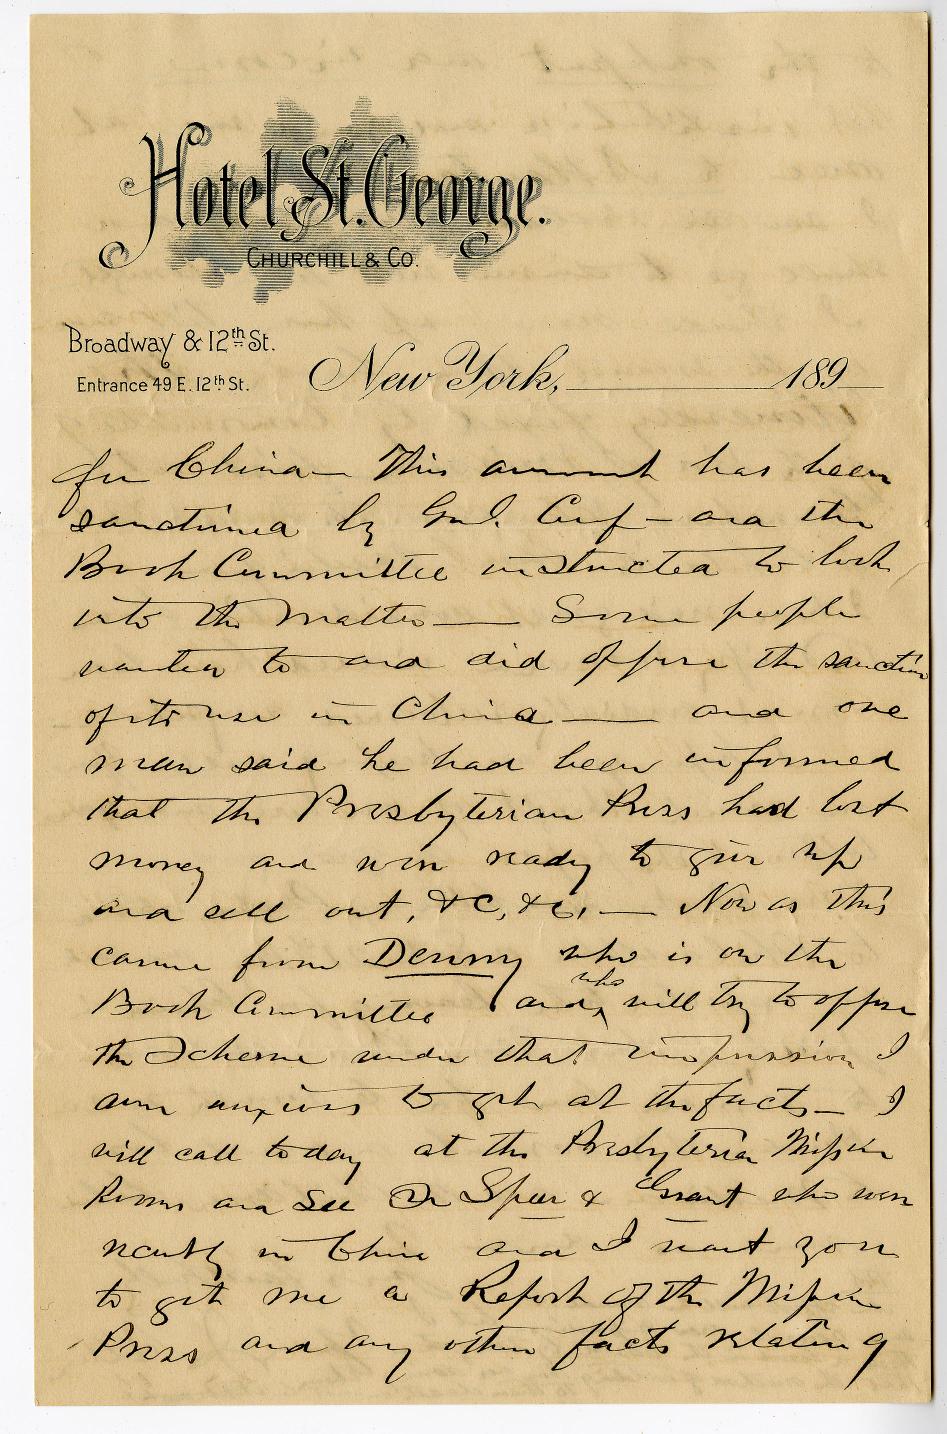 Hotel St. George.
CHURCHILL & CO.
Broadway & 12th St.
Entrance 49 E. 12th St.
New York, 189
for China — This amount has been
sanctioned by Genl. Conf — and the
Book Committee instructed to look
into the matter — Some people
wanted to and did oppose the sanction
of its use in China — and one
man said he had been informed
that the Presbyterian Press had lost
money and were ready to give up
and sell out, &C, &C, — Now as this
came from Denny who is on the
Book Committee and who will try to oppose
the Scheme under that impression I
am anxious to get at the facts — I
will call today at the Presbyterian Mission
Rooms and See Dr Speer & Grant who were
recently in China and I want you
to get me a Report of the Mission
Press and any other facts relating